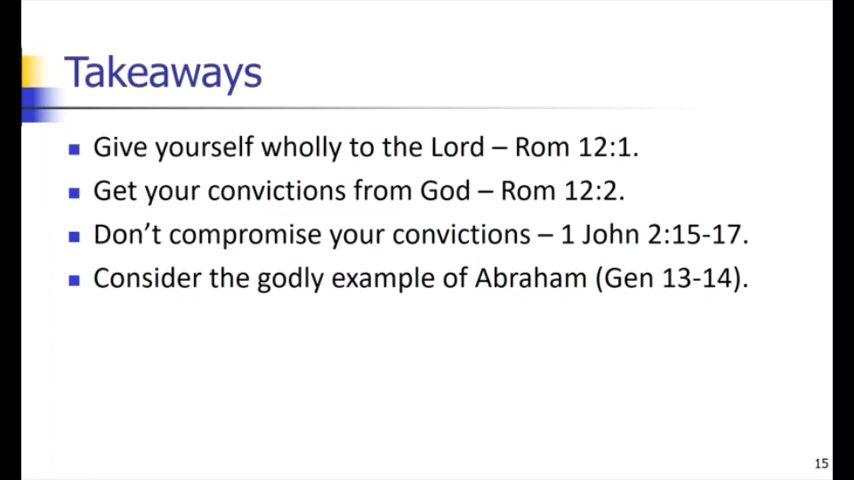 Takeaways
Give yourself wholly to the Lord – Rom 12:1.
Get your convictions from God – Rom 12:2.
Don’t compromise your convictions – 1 John 2:15-17.
Consider the godly example of Abraham (Gen 13-14).
15